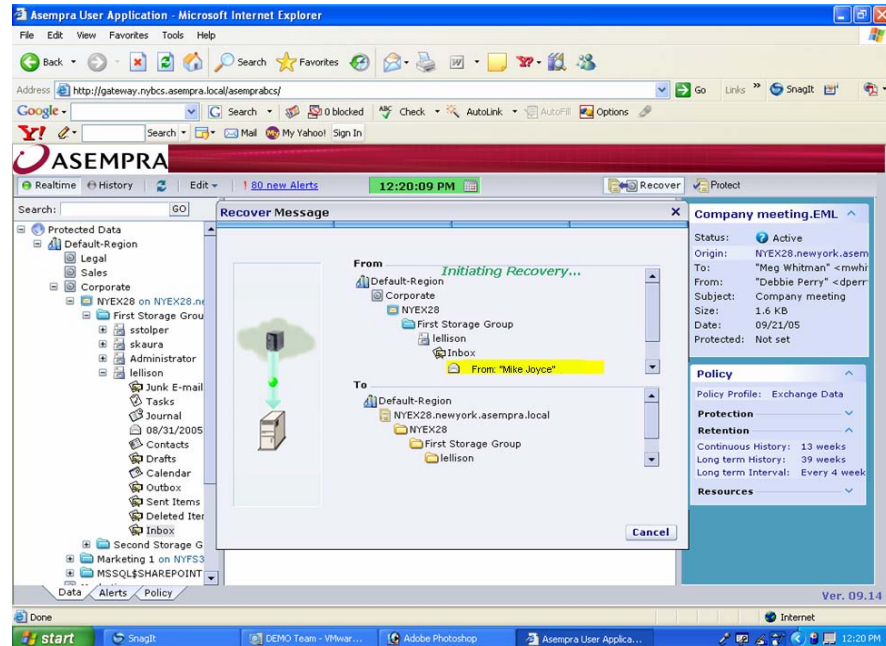 Asempra User Application - Microsoft Internet Explorer
File Edit View Favorites Tools Help
Back Search Favorites
Address http://gateway.nybcs.asempra.local/asemprabcs/ Go Links » SnagIt
Google Search 0 blocked Check AutoLink AutoFill Options
Y! Search Mail My Yahoo! Sign In
ASEMPRA
Realtime History Edit ! 80 new Alerts 12:20:09 PM Recover Protect
Search: GO
Protected Data
Default-Region
Legal
Sales
Corporate
NYEX28 on NYEX28.ne
First Storage Grou
sstolper
skaura
Administrator
lellison
Junk E-mail
Tasks
Journal
08/31/2005
Contacts
Drafts
Calendar
Outbox
Sent Items
Deleted Iter
Inbox
Second Storage G
Marketing 1 on NYFS3
MSSQL$SHAREPOINT
Data Alerts Policy
Recover Message X
From
Initiating Recovery...
Default-Region
Corporate
NYEX28
First Storage Group
lellison
Inbox
From: "Mike Joyce"
To
Default-Region
NYEX28.newyork.asempra.local
NYEX28
First Storage Group
lellison
Cancel
Company meeting.EML
Status: Active
Origin: NYEX28.newyork.asem
To: "Meg Whitman" <mwhi
From: "Debbie Perry" <dperr
Subject: Company meeting
Size: 1.6 KB
Date: 09/21/05
Protected: Not set
Policy
Policy Profile: Exchange Data
Protection
Retention
Continuous History: 13 weeks
Long term History: 39 weeks
Long term Interval: Every 4 week
Resources
Ver. 09.14
Done Internet
start SnagIt DEMO Team - VMwar... Adobe Photoshop Asempra User Applica... 12:20 PM